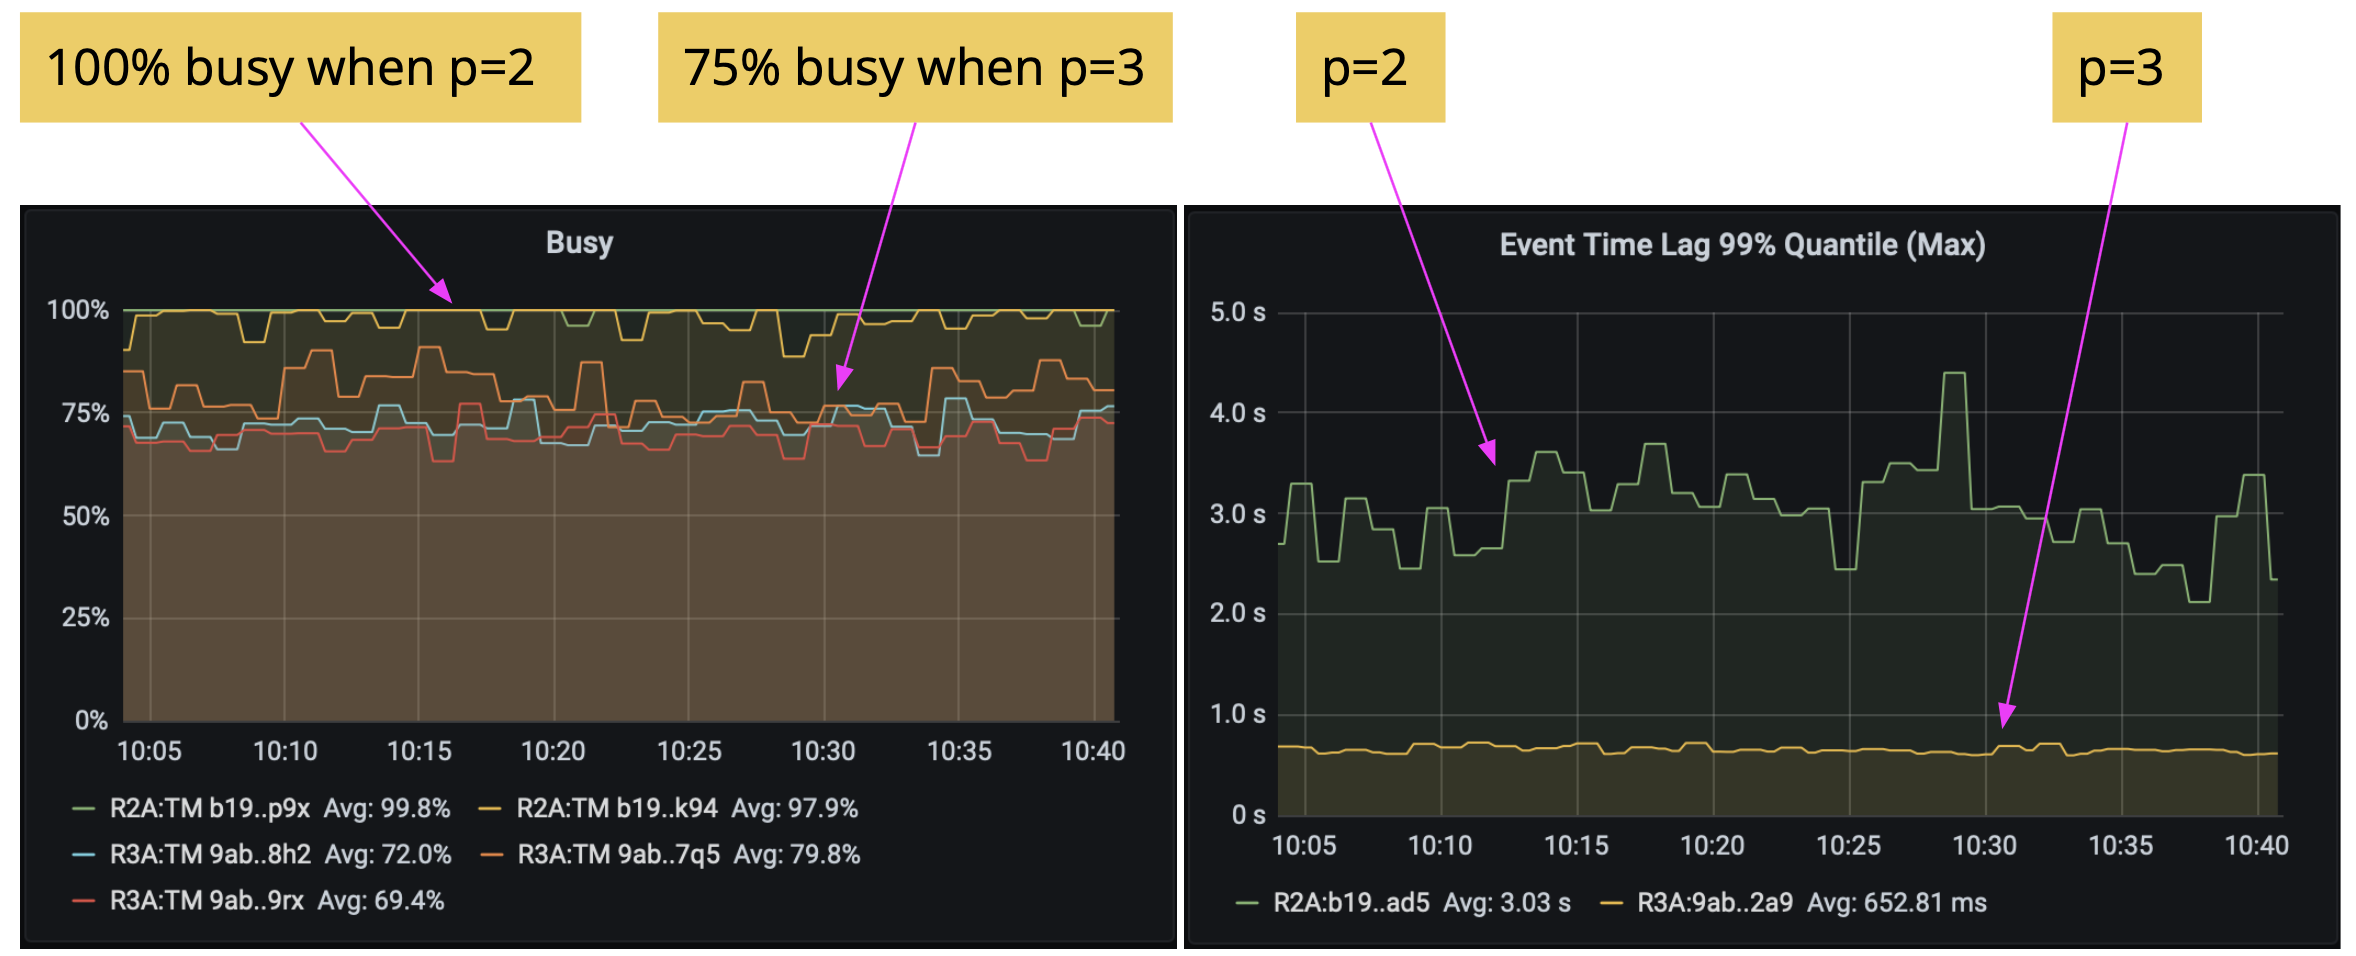 100% busy when p=2
75% busy when p=3
p=2
p=3
Busy
100%
75%
50%
25%
0%
10:05 10:10 10:15 10:20 10:25 10:30 10:35 10:40
R2A:TM b19..p9x Avg: 99.8% R2A:TM b19..k94 Avg: 97.9%
R3A:TM 9ab..8h2 Avg: 72.0% R3A:TM 9ab..7q5 Avg: 79.8%
R3A:TM 9ab..9rx Avg: 69.4%
Event Time Lag 99% Quantile (Max)
5.0 s
4.0 s
3.0 s
2.0 s
1.0 s
0 s
10:05 10:10 10:15 10:20 10:25 10:30 10:35 10:40
R2A:b19..ad5 Avg: 3.03 s R3A:9ab..2a9 Avg: 652.81 ms